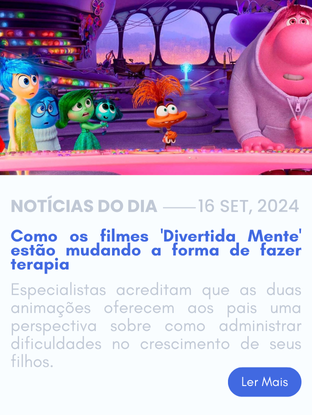 NOTÍCIAS DO DIA 16 SET, 2024
Como os filmes 'Divertida Mente'
estão mudando a forma de fazer
terapia
Especialistas acreditam que as duas
animações oferecem aos pais uma
perspectiva sobre como administrar
dificuldades no crescimento de seus
filhos.
Ler Mais